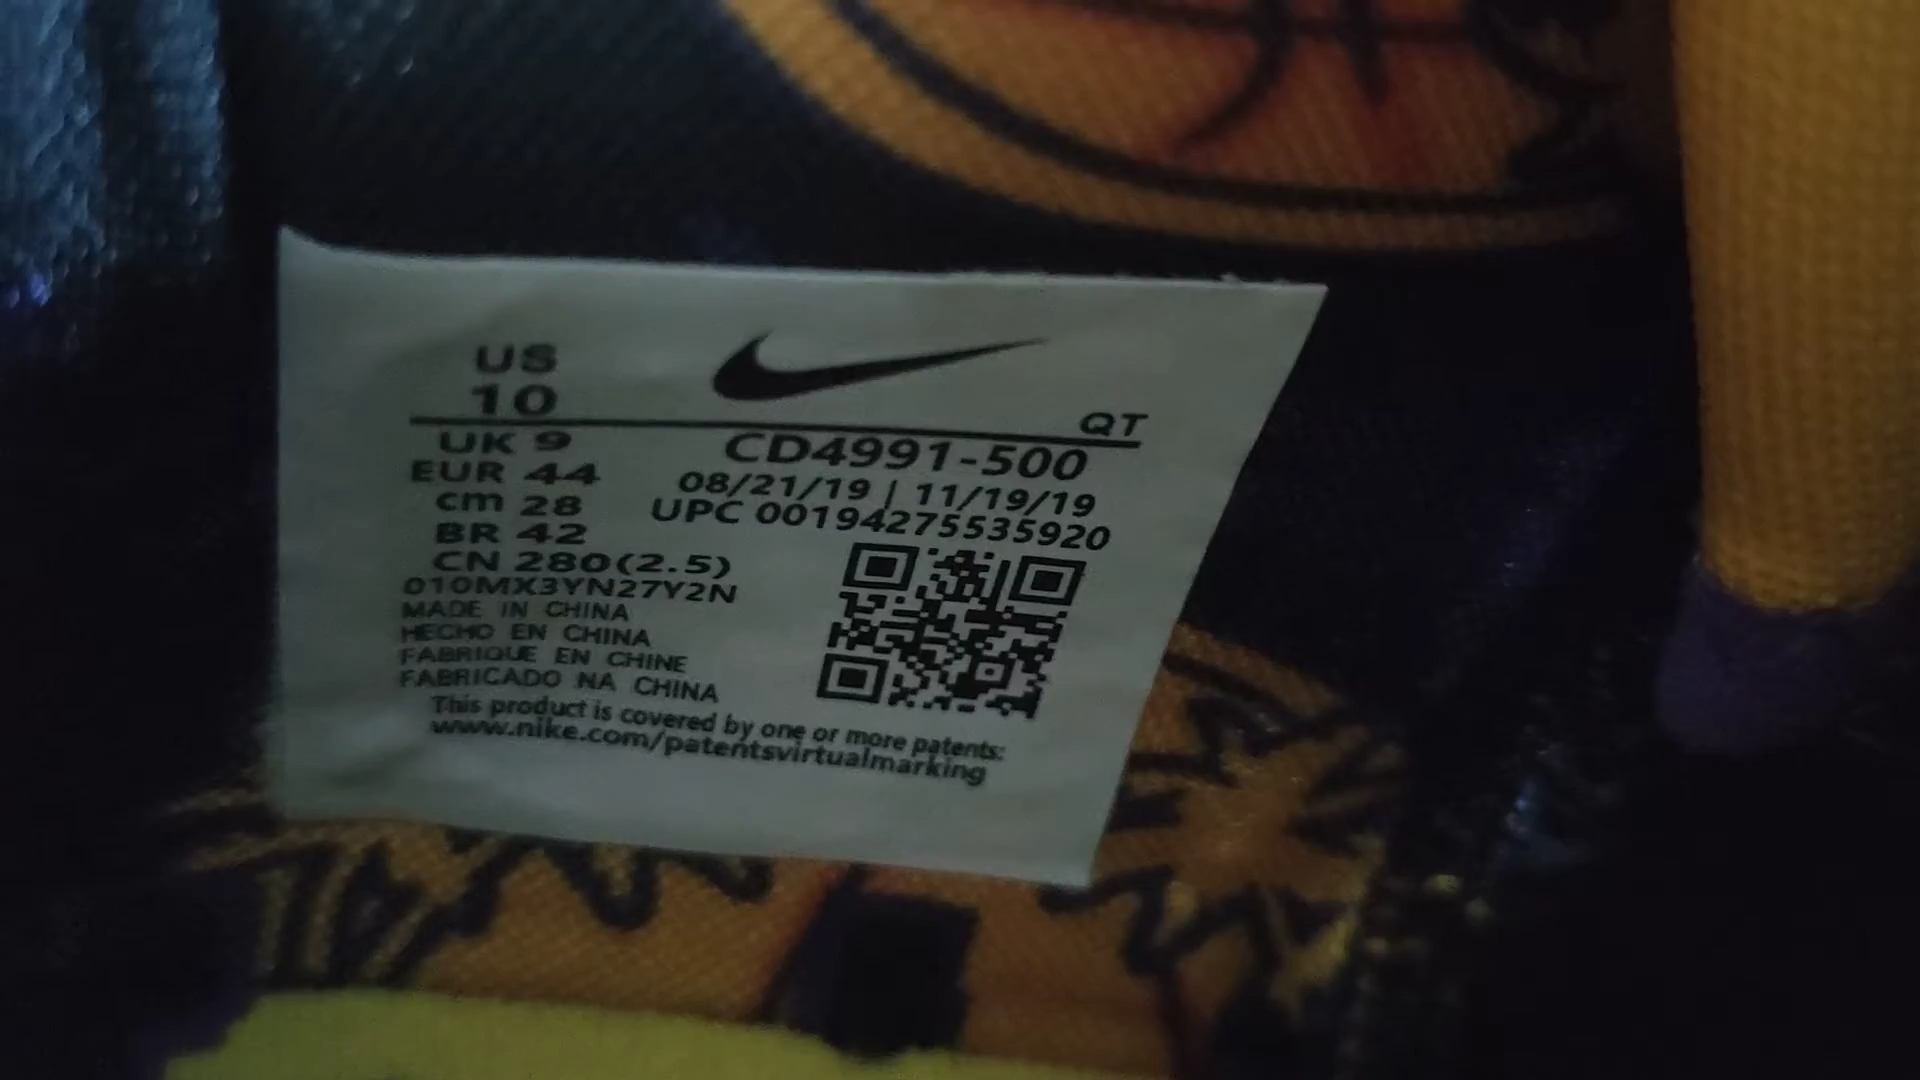 US
10
QT
UK 9
EUR 44
cm 28
BR 42
CN 280(2.5)
CD4991-500
08/21/19 | 11/19/19
UPC 00194275535920
010MX3YN27Y2N
MADE IN CHINA
HECHO EN CHINA
FABRIQUE EN CHINE
FABRICADO NA CHINA
This product is covered by one or more patents:
www.nike.com/patentsvirtualmarking